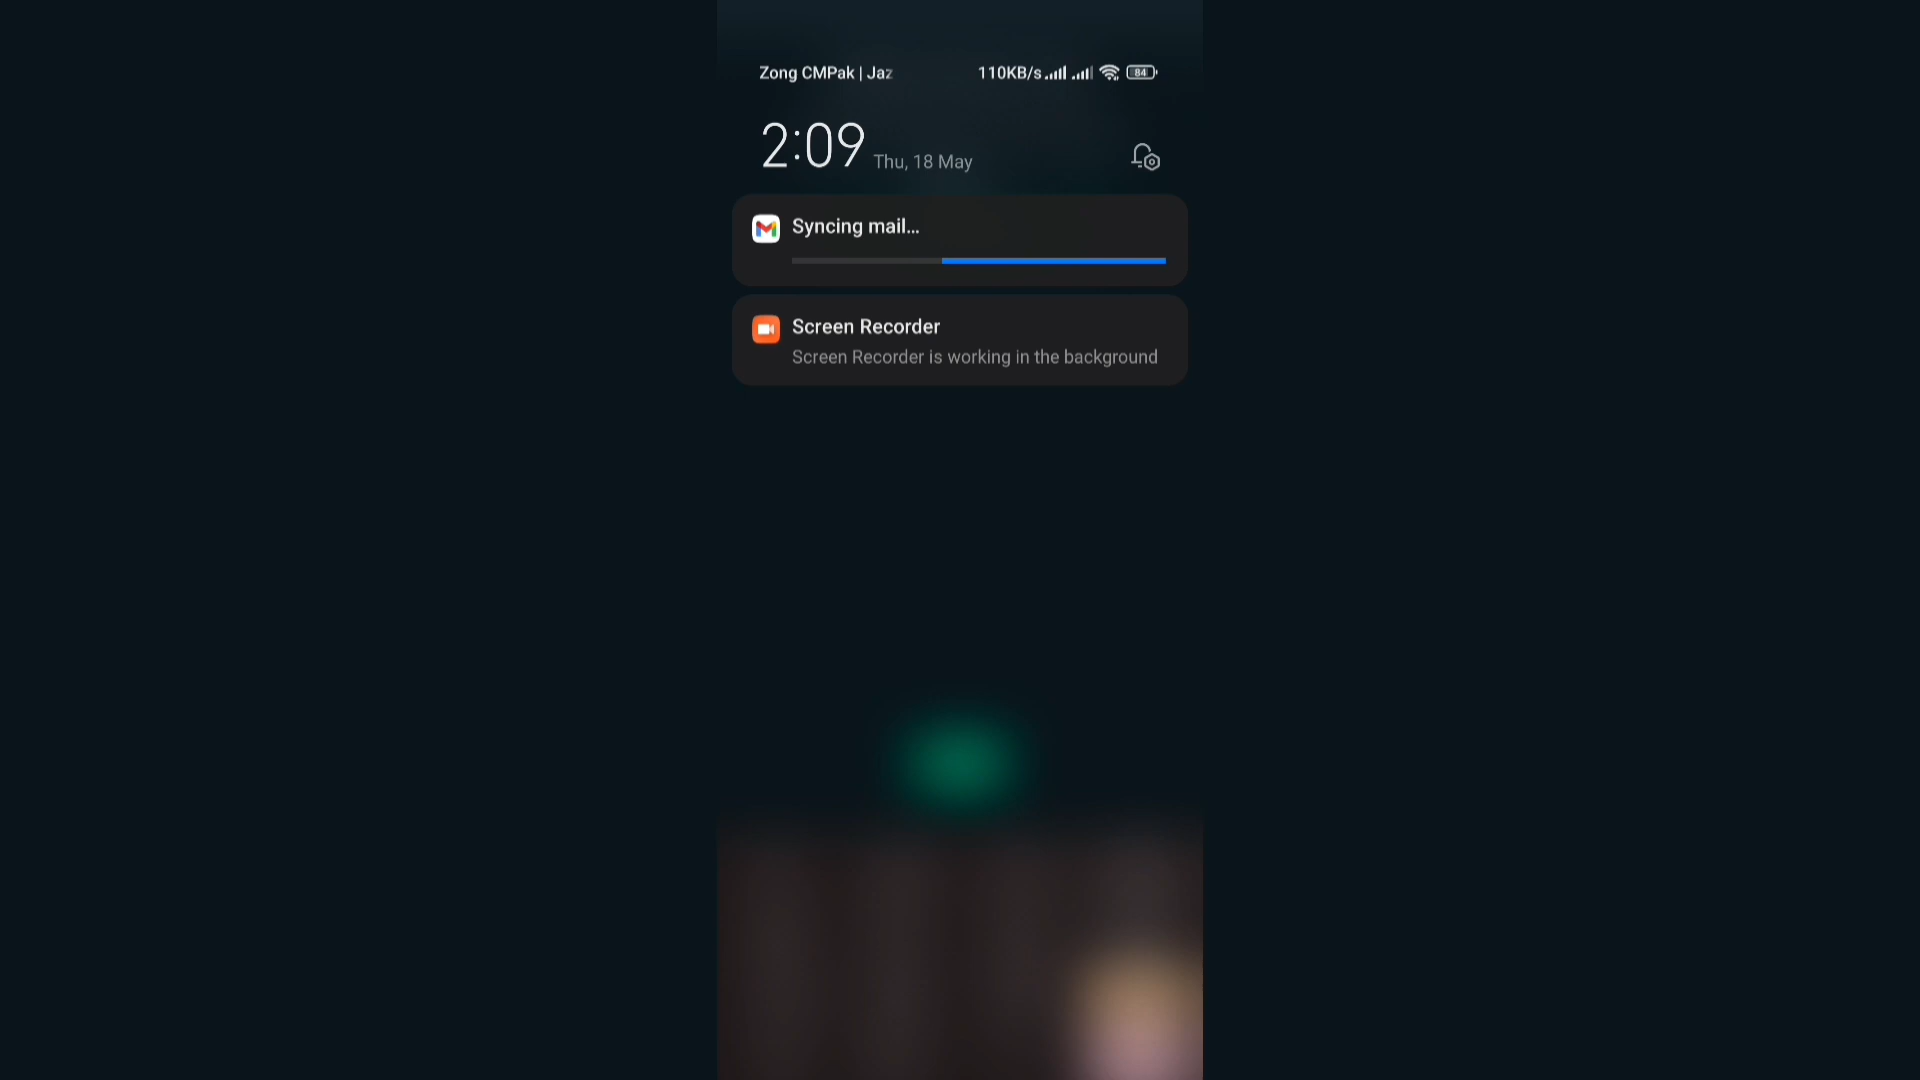 Zong CMPak | Jaz 110KB/s 84
2:09 Thu, 18 May
Syncing mail...
Screen Recorder
Screen Recorder is working in the background